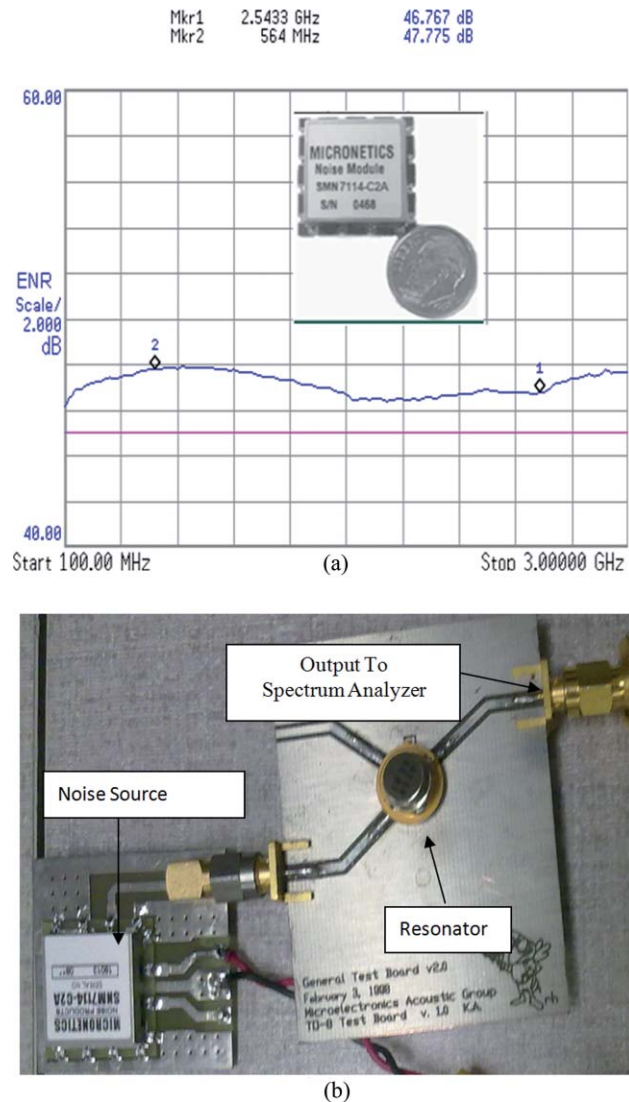 Mkr1 2.5433 GHz 46.767 dB
Mkr2 564 MHz 47.775 dB
60.00
MICRONETICS
Noise Module
SMN7114-C2A
S/N 0468
ENR
Scale/
2.000
dB
2
1
40.00
Start 100.00 MHz
(a)
Stop 3.00000 GHz
Output To
Spectrum Analyzer
Noise Source
Resonator
MICRONETICS
NOISE PRODUCTS
SMN7114-C2A
SERIAL NO
General Test Board v2.0
February 3, 1998
Microelectronics Acoustic Group
TO-8 Test Board v. 1.0 K.A.
(b)